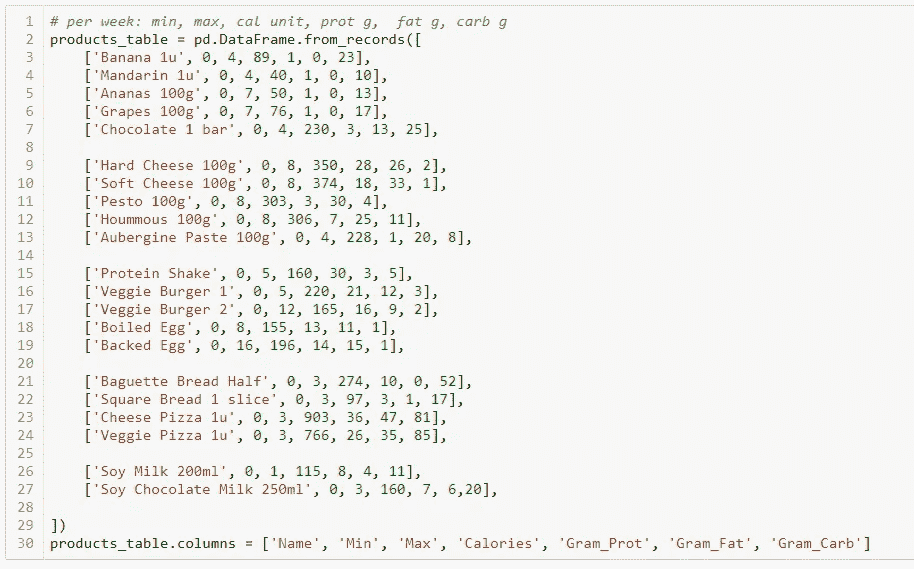 1 # per week: min, max, cal unit, prot g,  fat g, carb g
2 products_table = pd.DataFrame.from_records([
3     ['Banana 1u', 0, 4, 89, 1, 0, 23],
4     ['Mandarin 1u', 0, 4, 40, 1, 0, 10],
5     ['Ananas 100g', 0, 7, 50, 1, 0, 13],
6     ['Grapes 100g', 0, 7, 76, 1, 0, 17],
7     ['Chocolate 1 bar', 0, 4, 230, 3, 13, 25],
8
9     ['Hard Cheese 100g', 0, 8, 350, 28, 26, 2],
10     ['Soft Cheese 100g', 0, 8, 374, 18, 33, 1],
11     ['Pesto 100g', 0, 8, 303, 3, 30, 4],
12     ['Hoummous 100g', 0, 8, 306, 7, 25, 11],
13     ['Aubergine Paste 100g', 0, 4, 228, 1, 20, 8],
14
15     ['Protein Shake', 0, 5, 160, 30, 3, 5],
16     ['Veggie Burger 1', 0, 5, 220, 21, 12, 3],
17     ['Veggie Burger 2', 0, 12, 165, 16, 9, 2],
18     ['Boiled Egg', 0, 8, 155, 13, 11, 1],
19     ['Backed Egg', 0, 16, 196, 14, 15, 1],
20
21     ['Baguette Bread Half', 0, 3, 274, 10, 0, 52],
22     ['Square Bread 1 slice', 0, 3, 97, 3, 1, 17],
23     ['Cheese Pizza 1u', 0, 3, 903, 36, 47, 81],
24     ['Veggie Pizza 1u', 0, 3, 766, 26, 35, 85],
25
26     ['Soy Milk 200ml', 0, 1, 115, 8, 4, 11],
27     ['Soy Chocolate Milk 250ml', 0, 3, 160, 7, 6,20],
28
29 ])
30 products_table.columns = ['Name', 'Min', 'Max', 'Calories', 'Gram_Prot', 'Gram_Fat', 'Gram_Carb']